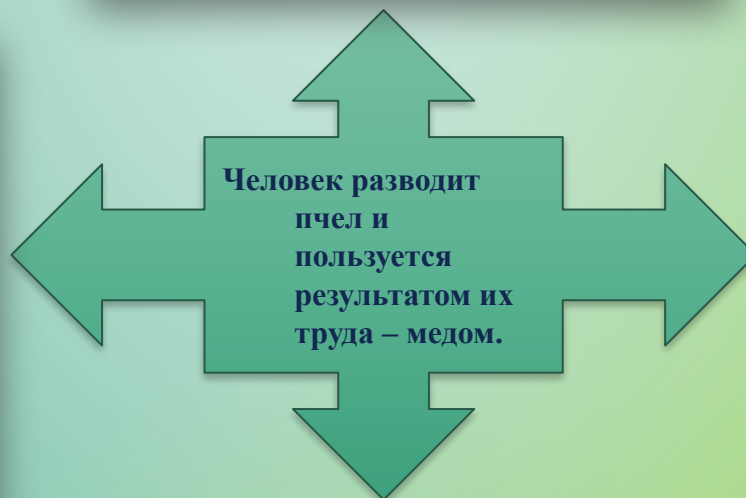 Человек разводит
пчел и
пользуется
результатом их
труда – медом.